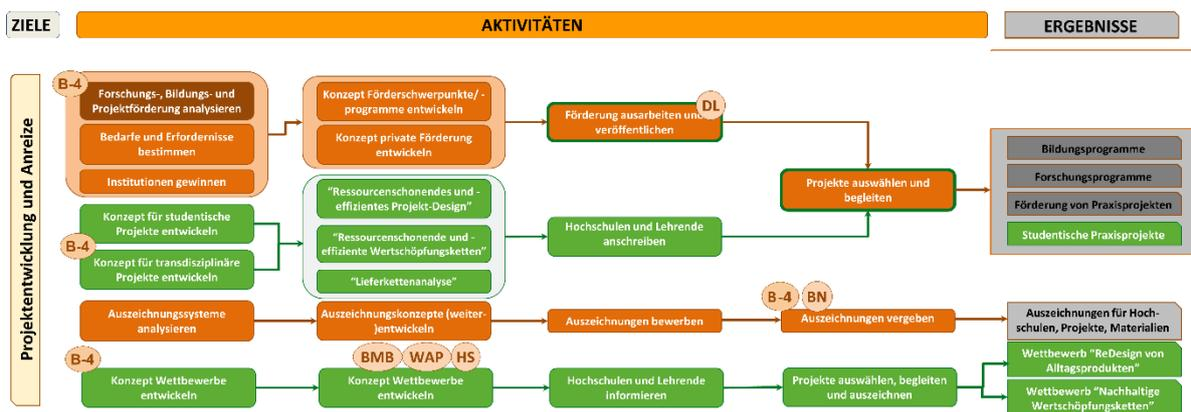 ZIELE
AKTIVITÄTEN
ERGEBNISSE
Projektentwicklung und Anreize
B-4
Forschungs-, Bildungs- und
Projektförderung analysieren
Bedarfe und Erfordernisse
bestimmen
Institutionen gewinnen
Konzept Förderschwerpunkte/ -
programme entwickeln
Konzept private Förderung
entwickeln
DL
Förderung ausarbeiten und
veröffentlichen
Projekte auswählen und
begleiten
Bildungsprogramme
Forschungsprogramme
Förderung von Praxisprojekten
Studentische Praxisprojekte
Konzept für studentische
Projekte entwickeln
B-4
Konzept für transdisziplinäre
Projekte entwickeln
"Ressourcenschonendes und -
effizientes Projekt-Design"
"Ressourcenschonende und -
effiziente Wertschöpfungsketten"
"Lieferkettenanalyse"
Hochschulen und Lehrende
anschreiben
Auszeichnungssysteme
analysieren
Auszeichnungskonzepte (weiter-
)entwickeln
Auszeichnungen bewerben
B-4
BN
Auszeichnungen vergeben
Auszeichnungen für Hoch-
schulen, Projekte, Materialien
B-4
Konzept Wettbewerbe
entwickeln
BMB
WAP
HS
Konzept Wettbewerbe
entwickeln
Hochschulen und Lehrende
informieren
Projekte auswählen, begleiten
und auszeichnen
Wettbewerb "ReDesign von
Alltagsprodukten"
Wettbewerb "Nachhaltige
Wertschöpfungsketten"